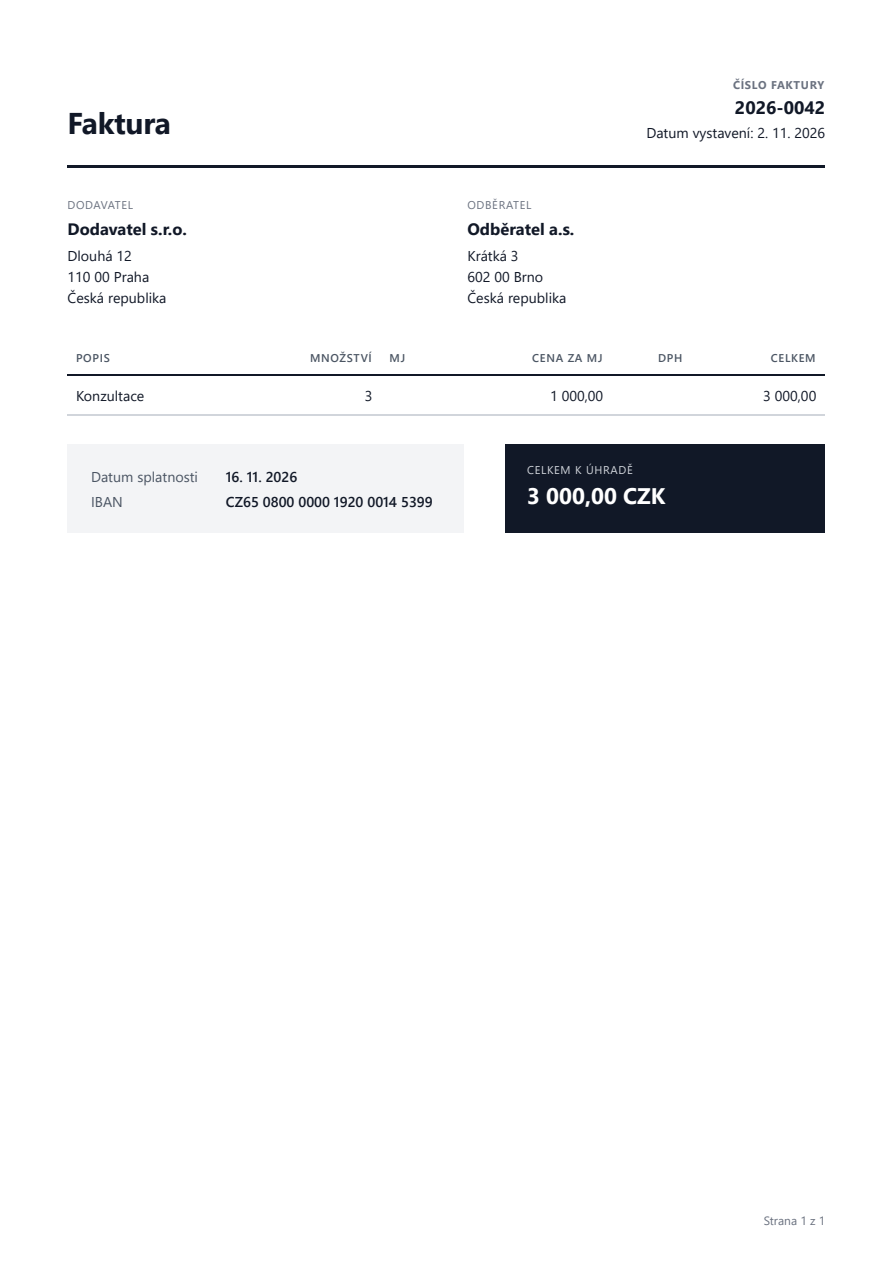 Faktura
ČÍSLO FAKTURY
2026-0042
Datum vystavení: 2. 11. 2026
DODAVATEL
Dodavatel s.r.o.
Dlouhá 12
110 00 Praha
Česká republika
ODBĚRATEL
Odběratel a.s.
Krátká 3
602 00 Brno
Česká republika
POPIS MNOŽSTVÍ MJ CENA ZA MJ DPH CELKEM
Konzultace 3 1 000,00 3 000,00
Datum splatnosti 16. 11. 2026
IBAN CZ65 0800 0000 1920 0014 5399
CELKEM K ÚHRADĚ
3 000,00 CZK
Strana 1 z 1